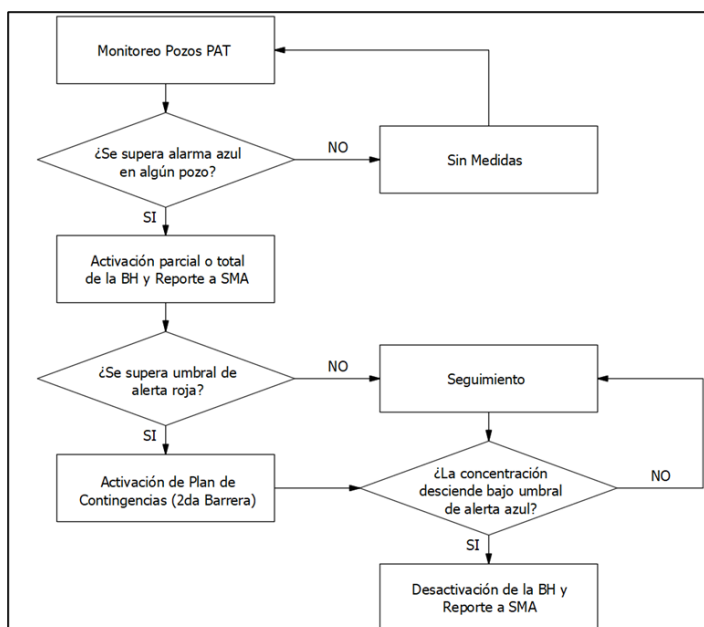 Monitoreo Pozos PAT
¿Se supera alarma azul
en algún pozo?
NO
Sin Medidas
SI
Activación parcial o total
de la BH y Reporte a SMA
¿Se supera umbral de
alerta roja?
NO
Seguimiento
SI
Activación de Plan de
Contingencias (2da Barrera)
¿La concentración
desciende bajo umbral
de alerta azul?
NO
SI
Desactivación de la BH y
Reporte a SMA